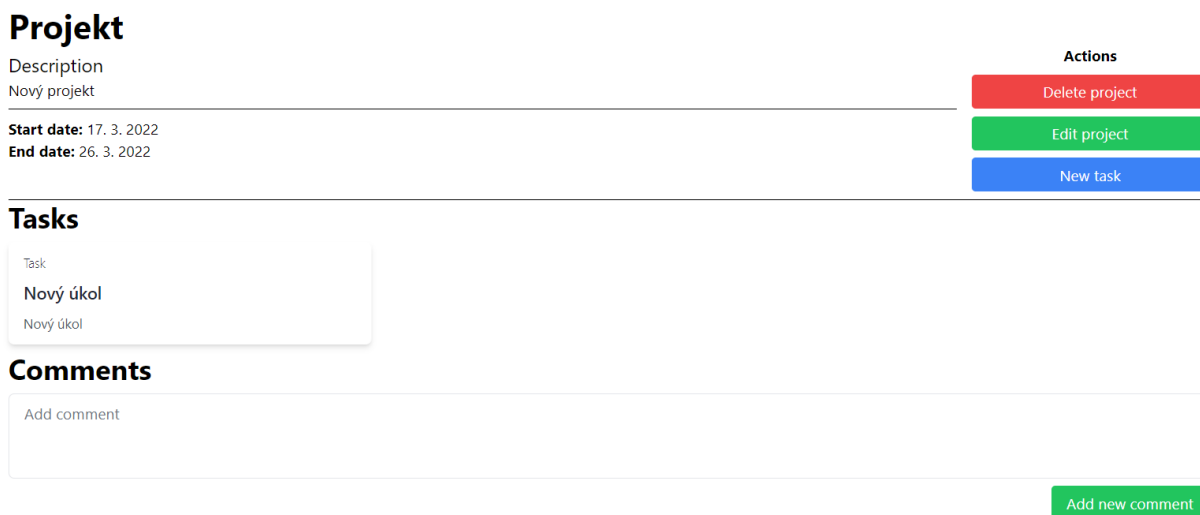 Projekt
Description
Nový projekt
Start date: 17. 3. 2022
End date: 26. 3. 2022
Actions
Delete project
Edit project
New task
Tasks
Task
Nový úkol
Nový úkol
Comments
Add comment
Add new comment